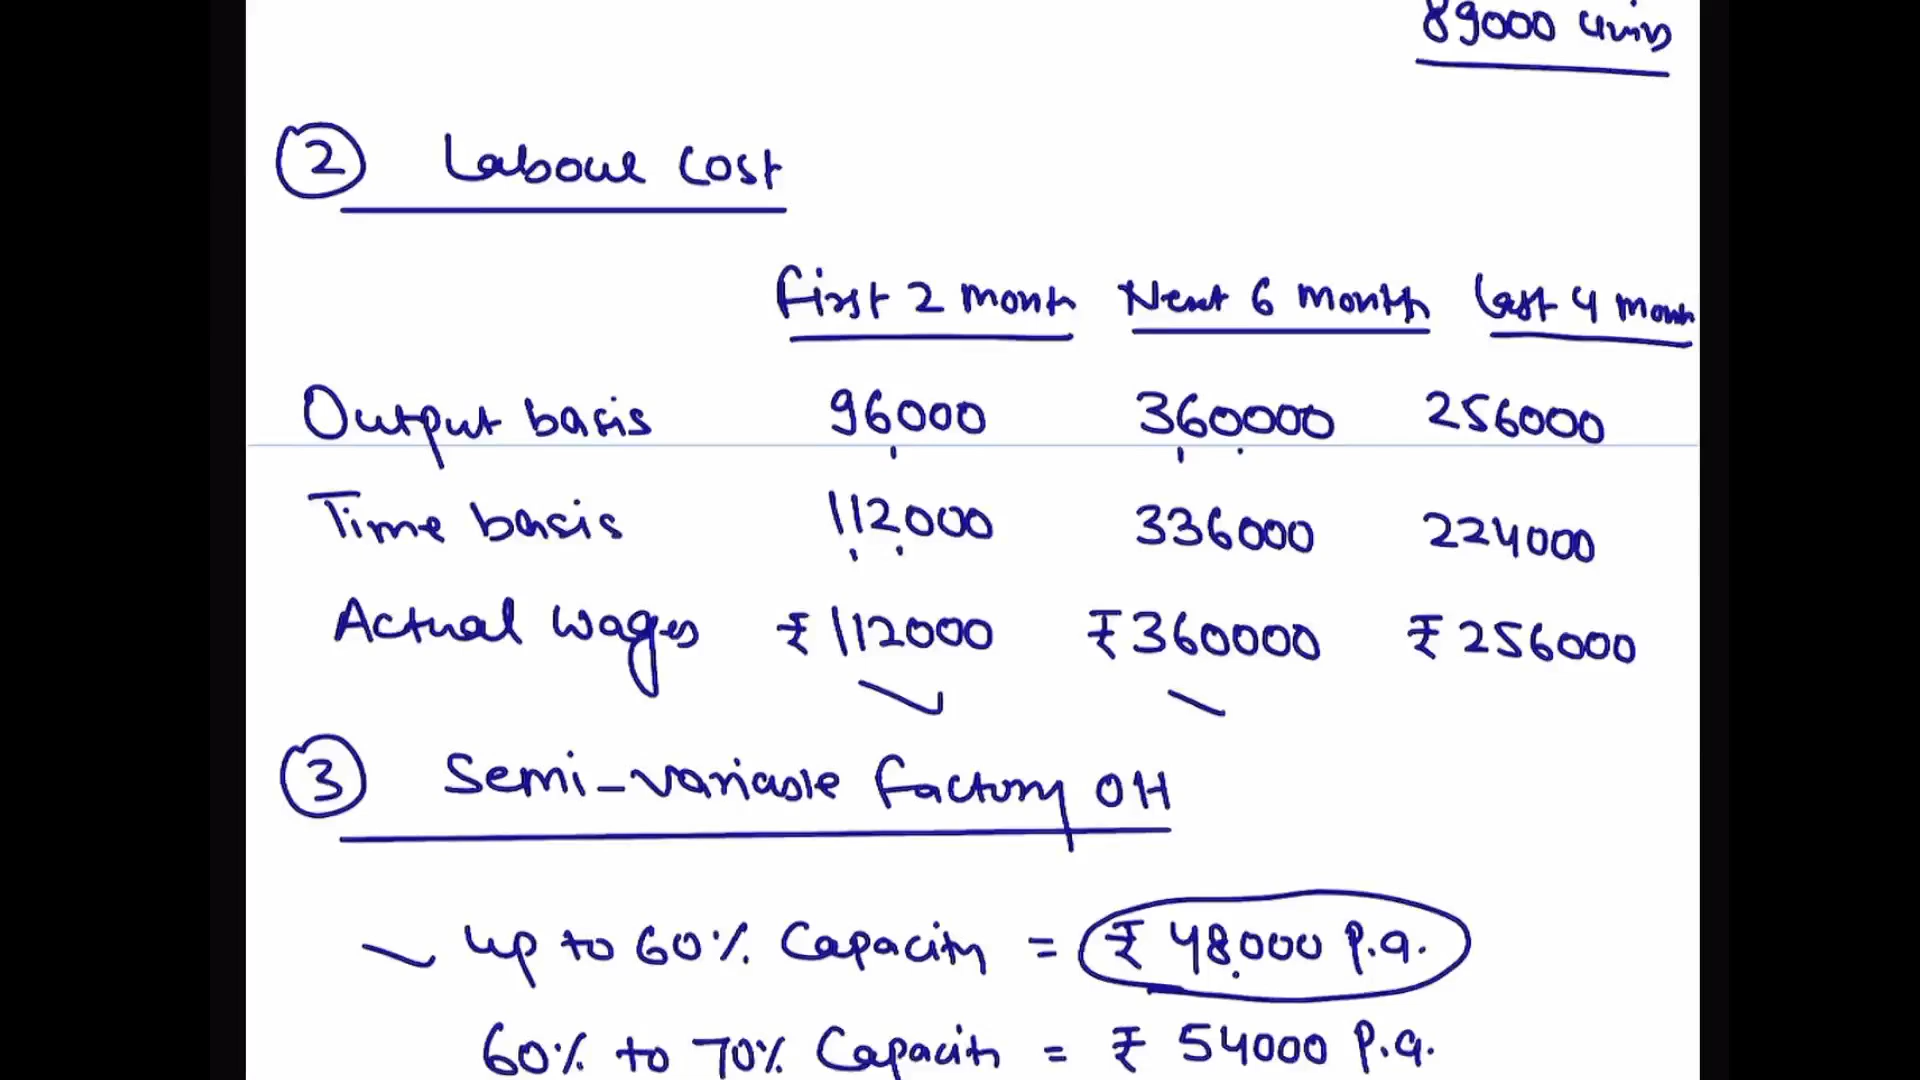 89000 units
2 Labour Cost
First 2 month Next 6 month Last 4 month
Output basis 96000 360000 256000
Time basis 112000 336000 224000
Actual wages ₹ 112000 ₹ 360000 ₹ 256000
3 Semi-variable factory OH
up to 60% Capacity = ₹ 48000 p.a.
60% to 70% Capacity = ₹ 54000 p.a.